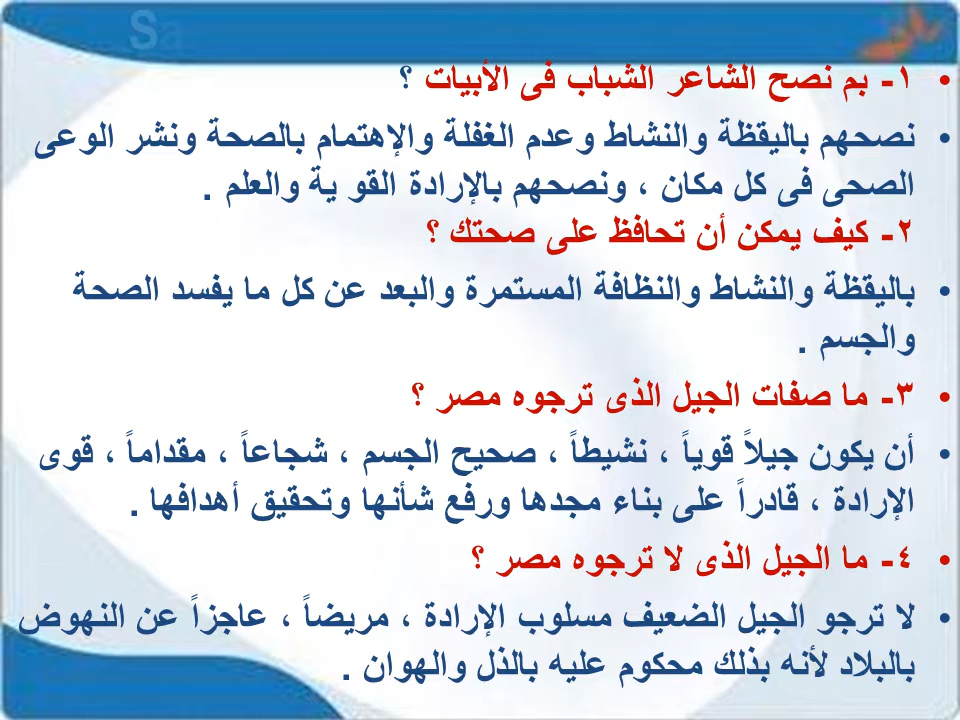 Sa
• ١- بم نصح الشاعر الشباب فى الأبيات ؟
• نصحهم باليقظة والنشاط وعدم الغفلة والإهتمام بالصحة ونشر الوعى
الصحى فى كل مكان ، ونصحهم بالإرادة القو ية والعلم .
٢- كيف يمكن أن تحافظ على صحتك ؟
• باليقظة والنشاط والنظافة المستمرة والبعد عن كل ما يفسد الصحة
والجسم .
• ٣- ما صفات الجيل الذى ترجوه مصر ؟
• أن يكون جيلاً قوياً ، نشيطاً ، صحيح الجسم ، شجاعاً ، مقداماً ، قوى
الإرادة ، قادراً على بناء مجدها ورفع شأنها وتحقيق أهدافها .
• ٤- ما الجيل الذى لا ترجوه مصر ؟
• لا ترجو الجيل الضعيف مسلوب الإرادة ، مريضاً ، عاجزاً عن النهوض
بالبلاد لأنه بذلك محكوم عليه بالذل والهوان .